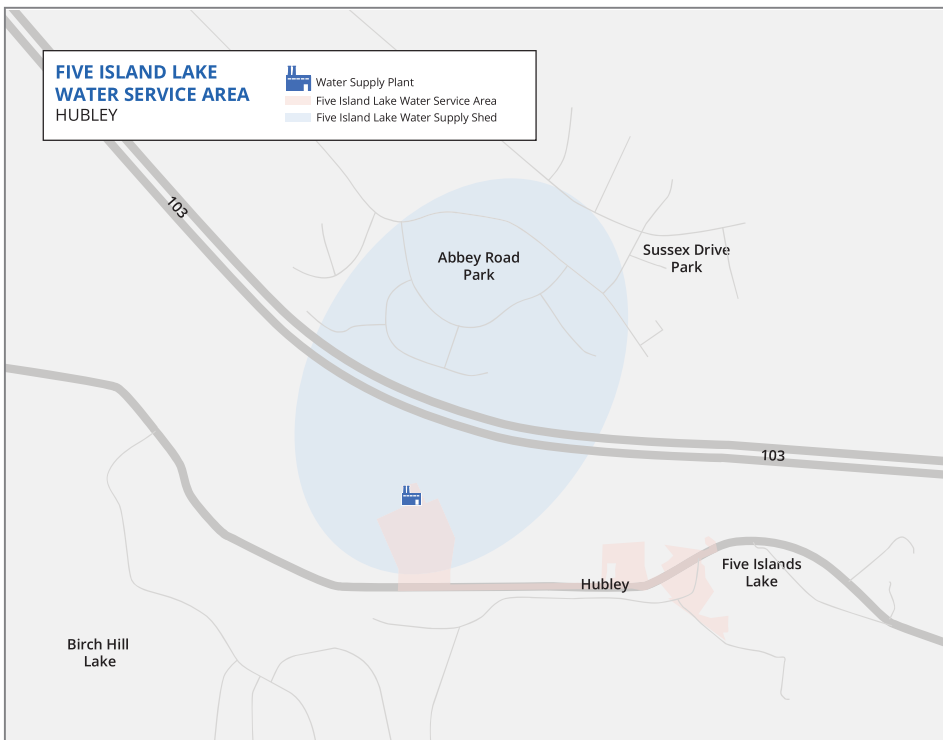 FIVE ISLAND LAKE
WATER SERVICE AREA
HUBLEY
Water Supply Plant
Five Island Lake Water Service Area
Five Island Lake Water Supply Shed
103
Abbey Road
Park
Sussex Drive
Park
103
Five Islands
Lake
Hubley
Birch Hill
Lake